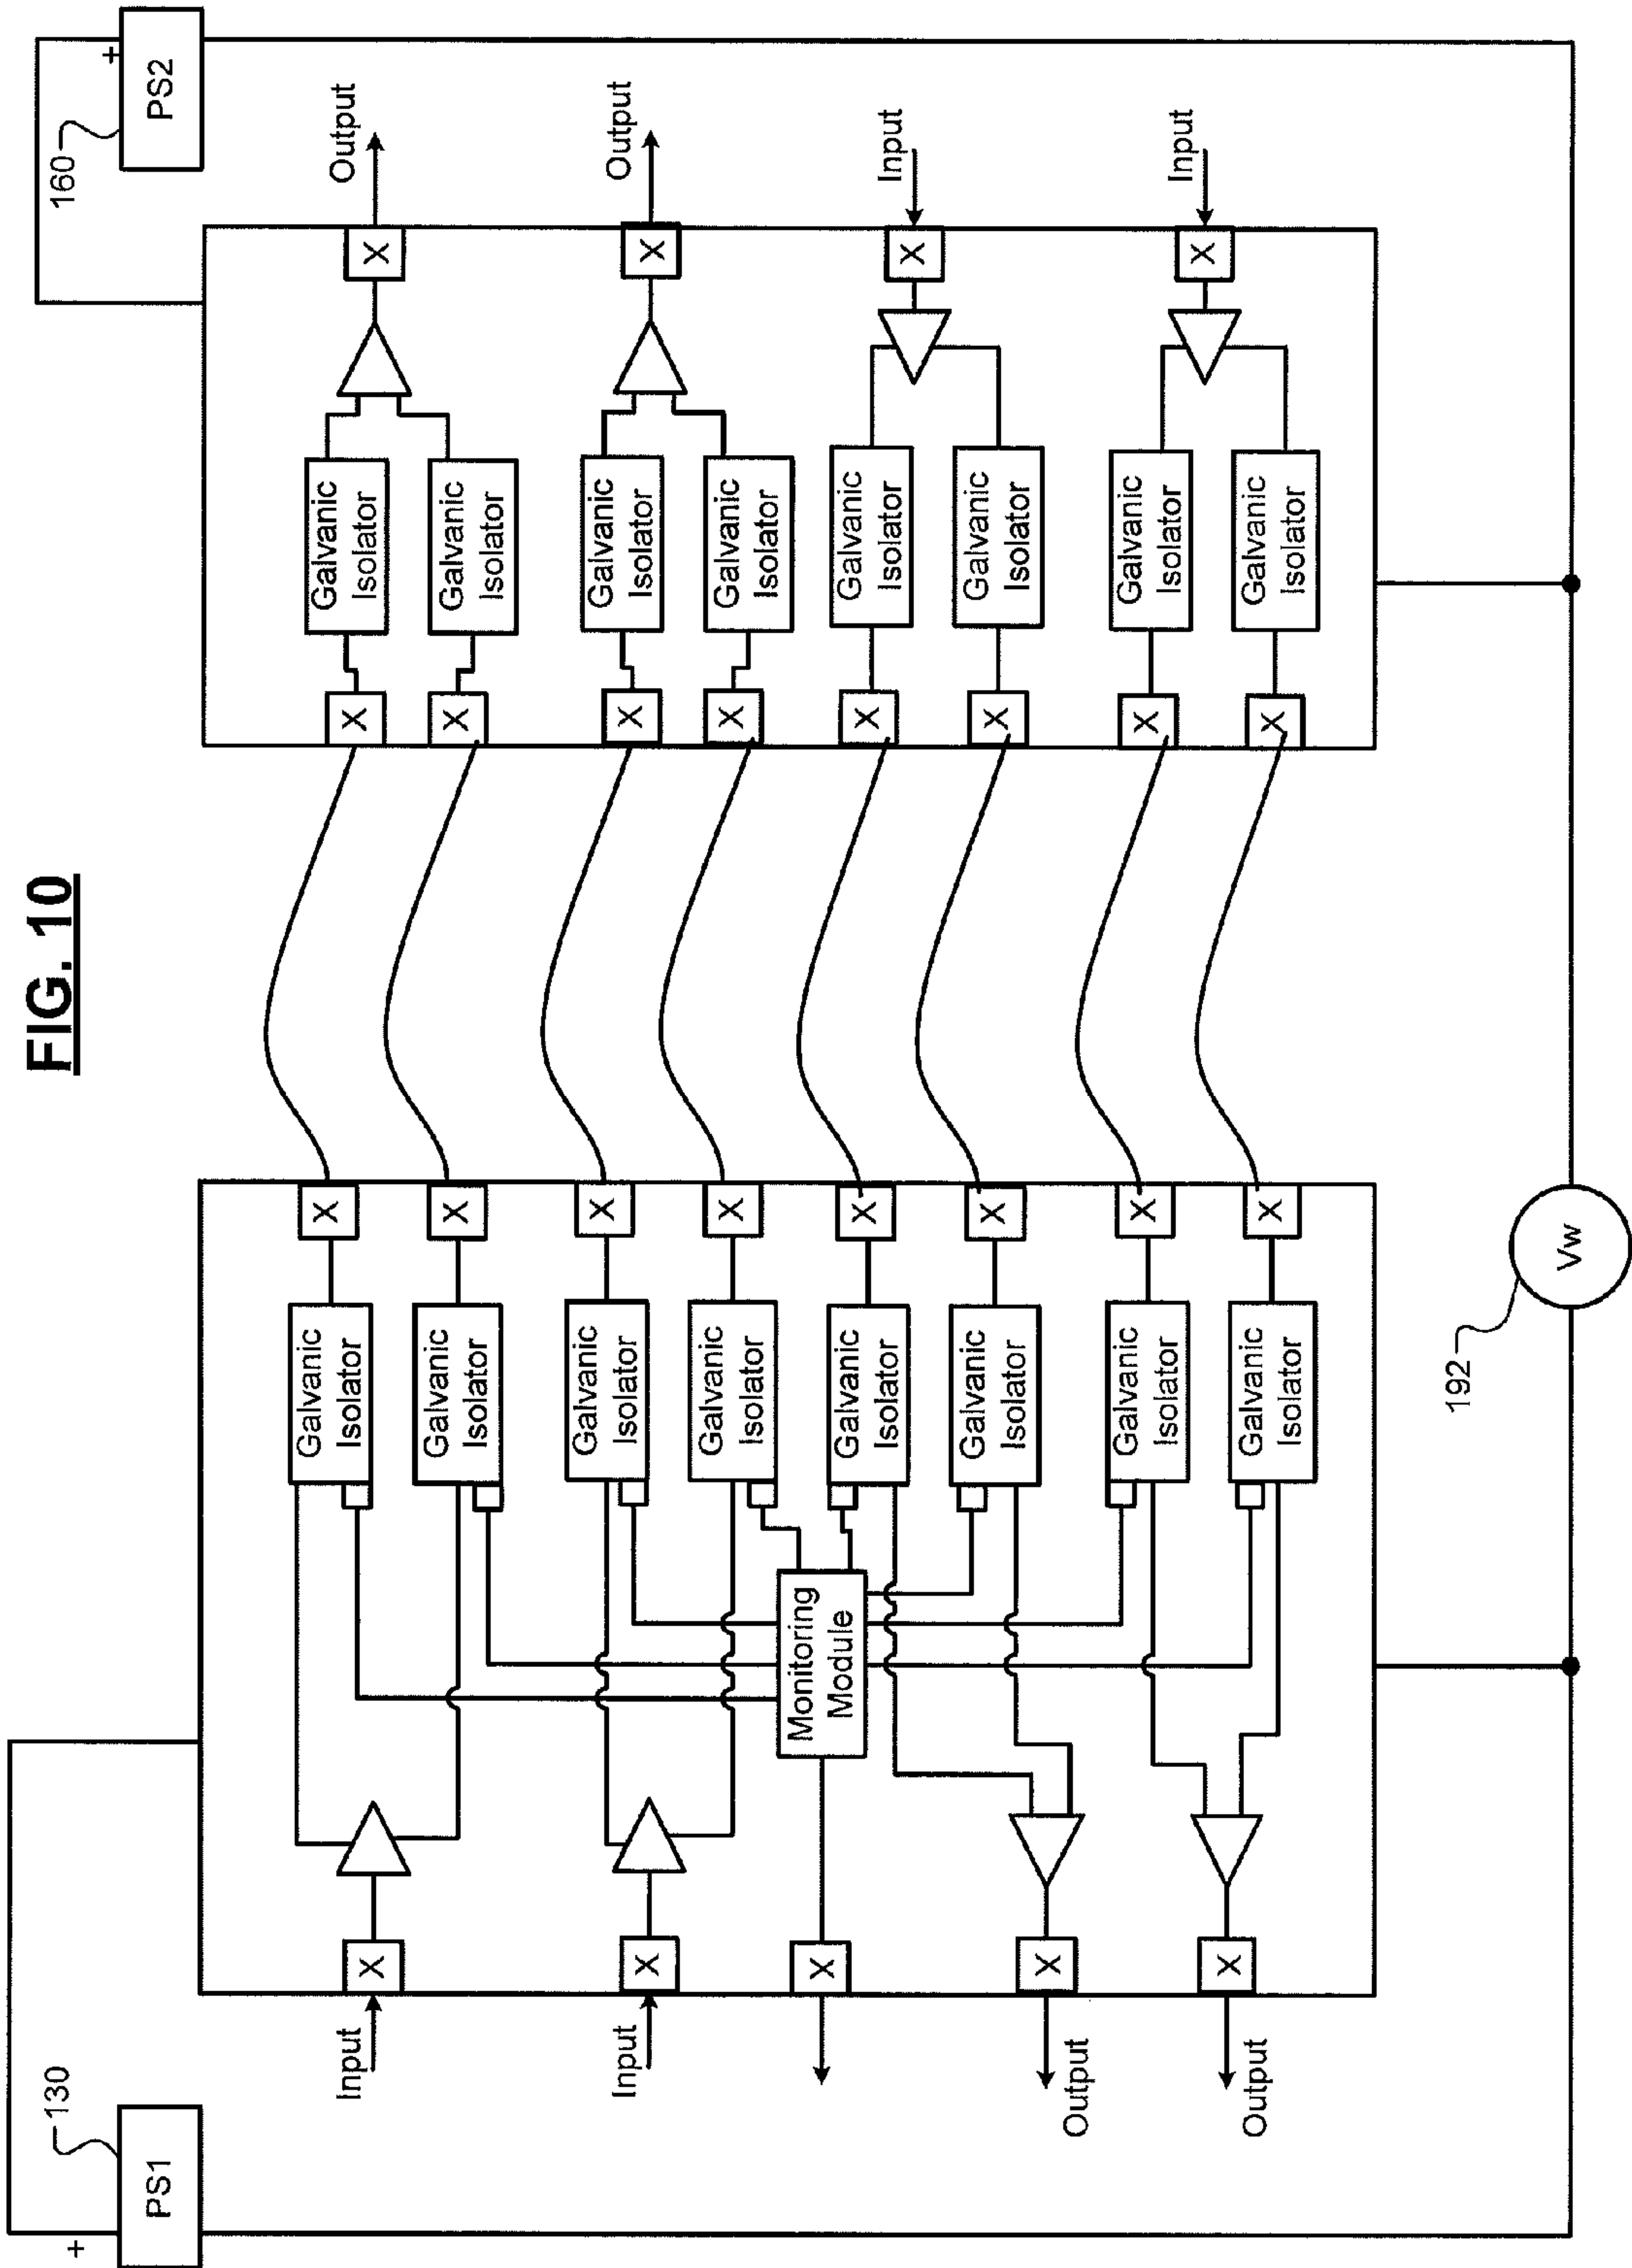 FIG. 10
130
+
PS1
160
+
PS2
Input
X
Galvanic
Isolator
X
X
Galvanic
Isolator
X
Output
Galvanic
Isolator
X
X
Galvanic
Isolator
Input
X
Galvanic
Isolator
X
X
Galvanic
Isolator
X
Output
Galvanic
Isolator
X
X
Galvanic
Isolator
X
Monitoring
Module
Galvanic
Isolator
X
X
Galvanic
Isolator
X
Input
Galvanic
Isolator
X
X
Galvanic
Isolator
X
Output
Galvanic
Isolator
X
X
Galvanic
Isolator
X
Input
X
Output
Galvanic
Isolator
X
X
Galvanic
Isolator
192
Vw